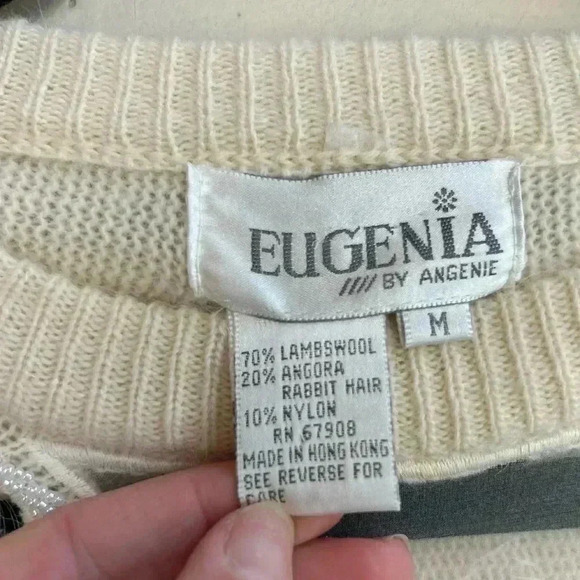 EUGENIA
//// BY ANGENIE
M
70% LAMBSWOOL
20% ANGORA
RABBIT HAIR
10% NYLON
RN 67908
MADE IN HONG KONG
SEE REVERSE FOR
CARE